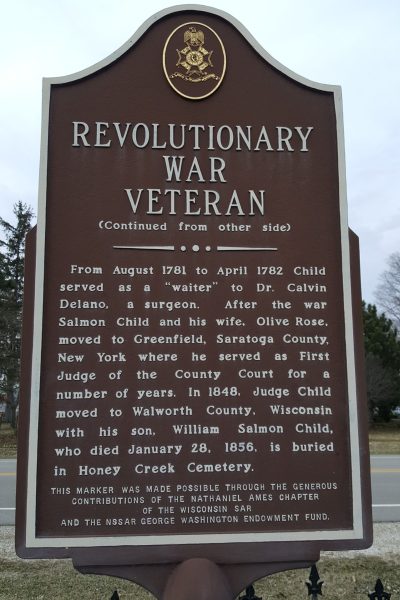 REVOLUTIONARY
WAR
VETERAN
(Continued from other side)
From August 1781 to April 1782 Child
served as a "waiter" to Dr. Calvin
Delano, a surgeon. After the war
Salmon Child and his wife, Olive Rose,
moved to Greenfield, Saratoga County,
New York where he served as First
Judge of the County Court for a
number of years. In 1848, Judge Child
moved to Walworth County, Wisconsin
with his son, William Salmon Child,
who died January 28, 1856, is buried
in Honey Creek Cemetery.
THIS MARKER WAS MADE POSSIBLE THROUGH THE GENEROUS
CONTRIBUTIONS OF THE NATHANIEL AMES CHAPTER
OF THE WISCONSIN SAR
AND THE NSSAR GEORGE WASHINGTON ENDOWMENT FUND.